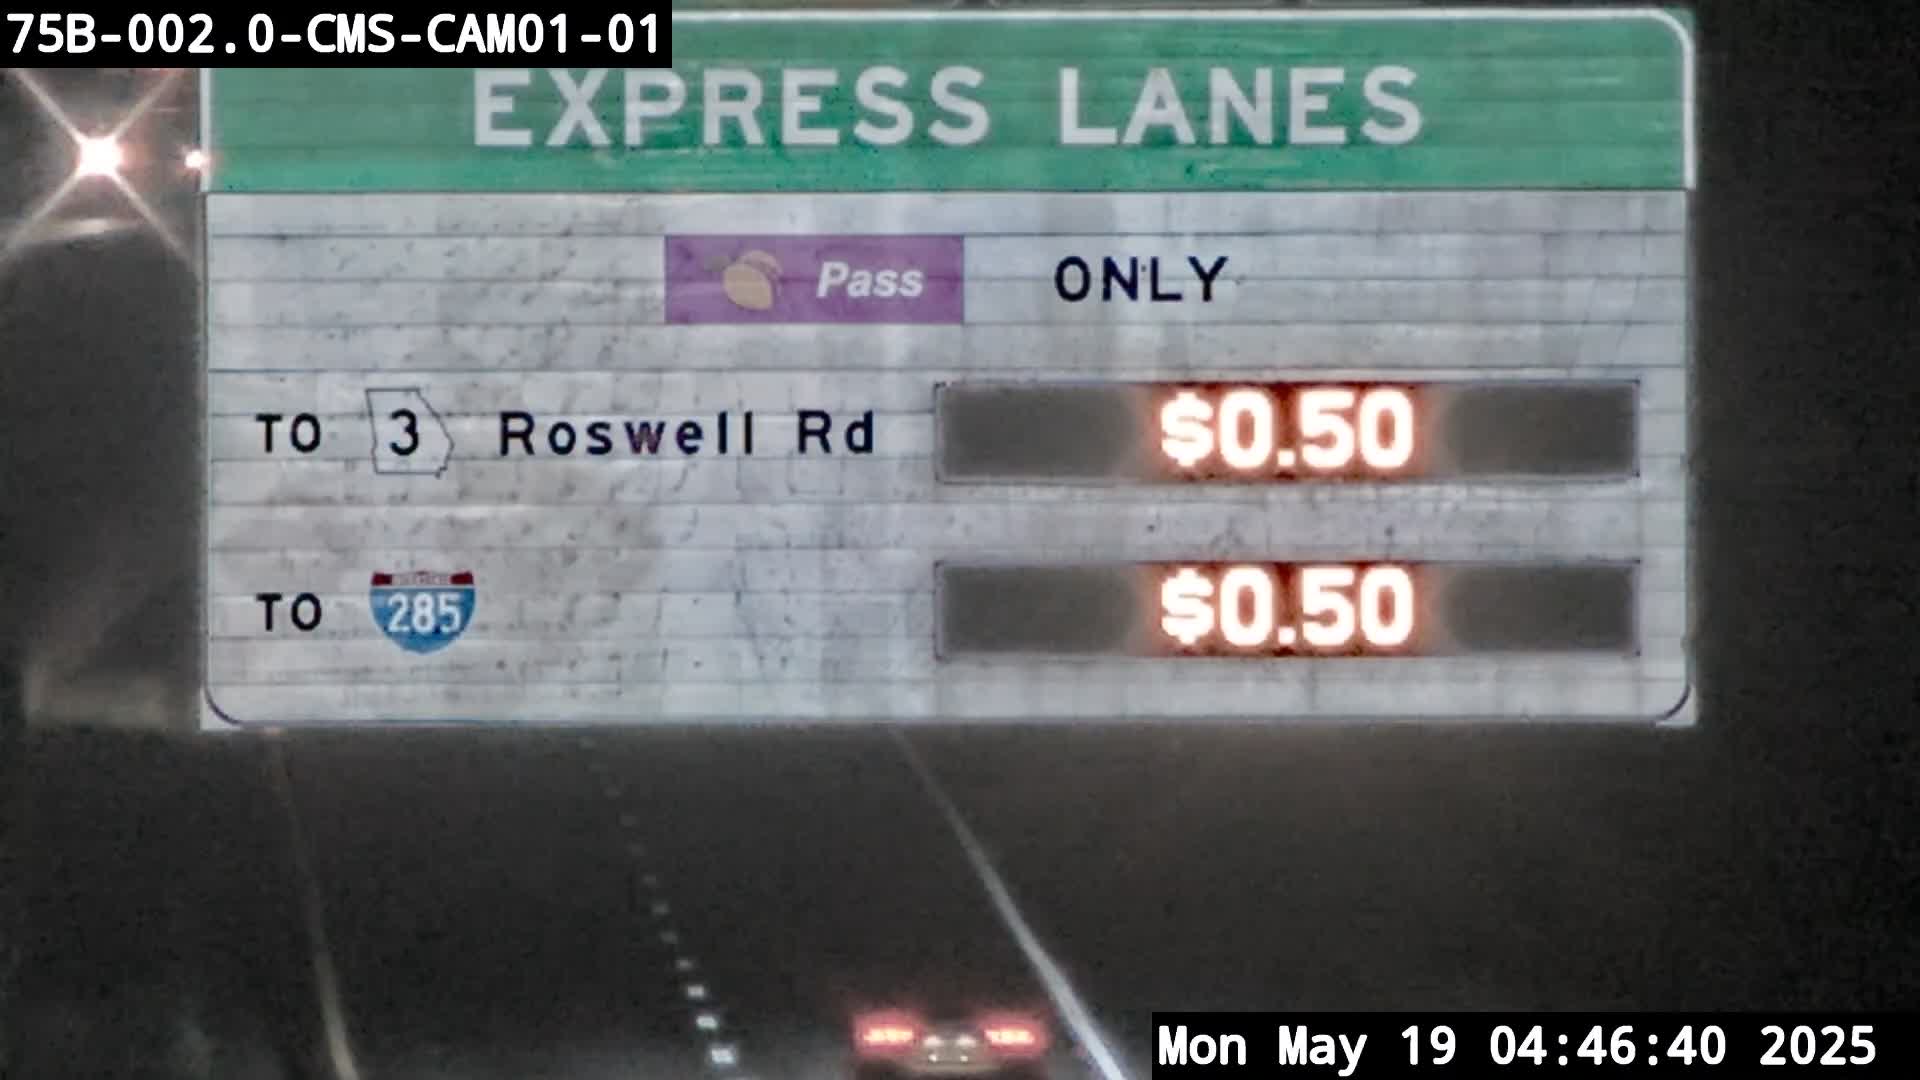 75B-002.0-CMS-CAM01-01
EXPRESS LANES
Pass ONLY
TO 3 Roswell Rd $0.50
TO 285 $0.50
Mon May 19 04:46:40 2025